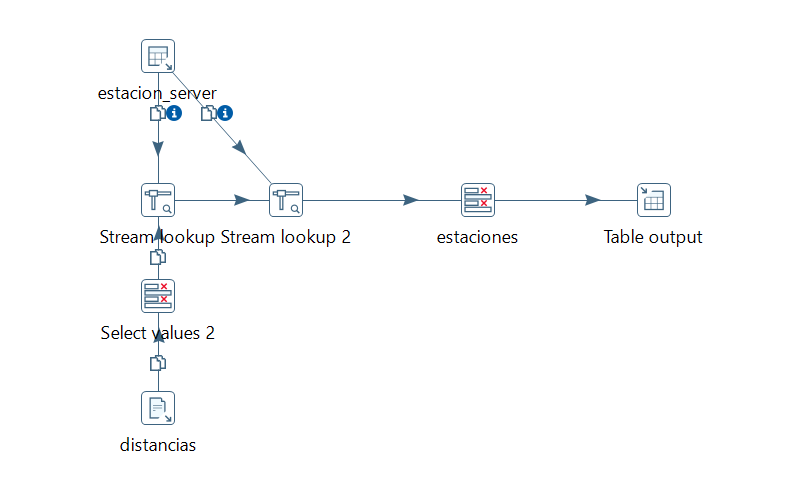 estacion_server
Stream lookup
Stream lookup 2
estaciones
Table output
Select values 2
distancias